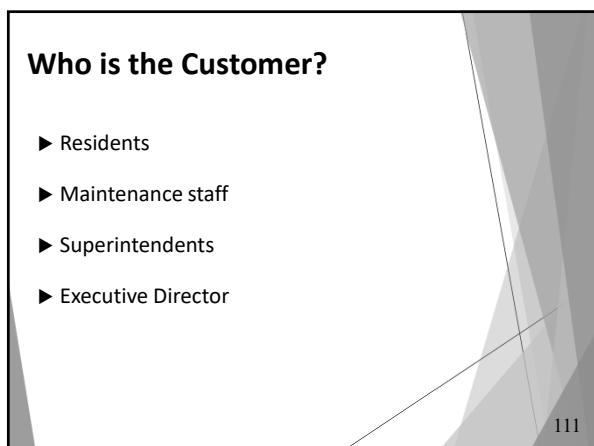 Who is the Customer?
▶ Residents
▶ Maintenance staff
▶ Superintendents
▶ Executive Director
111